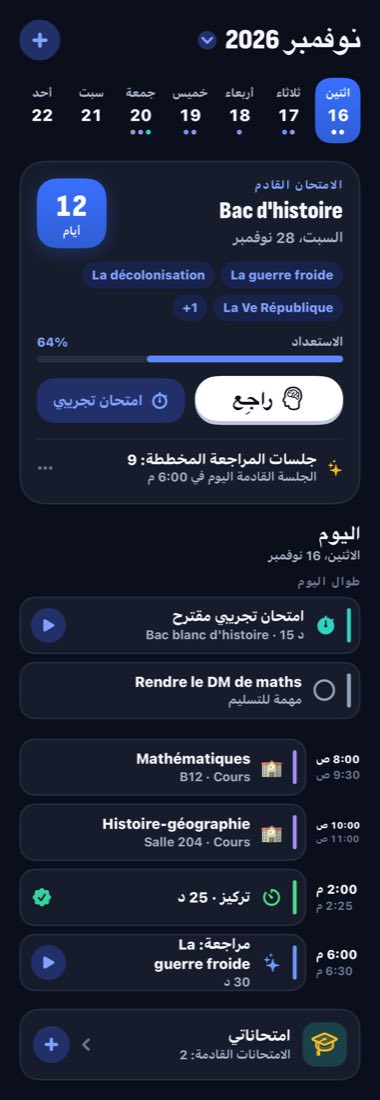 نوفمبر 2026
اثنين ثلاثاء أربعاء خميس جمعة سبت أحد
16 17 18 19 20 21 22
الامتحان القادم
Bac d'histoire
السبت، 28 نوفمبر
12
أيام
La guerre froide La décolonisation
La Ve République +1
الاستعداد 64%
راجِع
امتحان تجريبي
جلسات المراجعة المخططة: 9
الجلسة القادمة اليوم في 6:00 م
اليوم
الاثنين، 16 نوفمبر
طوال اليوم
امتحان تجريبي مقترح
Bac blanc d'histoire · 15 د
Rendre le DM de maths
مهمة للتسليم
8:00 ص
9:30 ص
Mathématiques
B12 · Cours
10:00 ص
11:00 ص
Histoire-géographie
Salle 204 · Cours
2:00 م
2:25 م
تركيز · 25 د
6:00 م
6:30 م
مراجعة: La
guerre froide
30 د
امتحاناتي
الامتحانات القادمة: 2